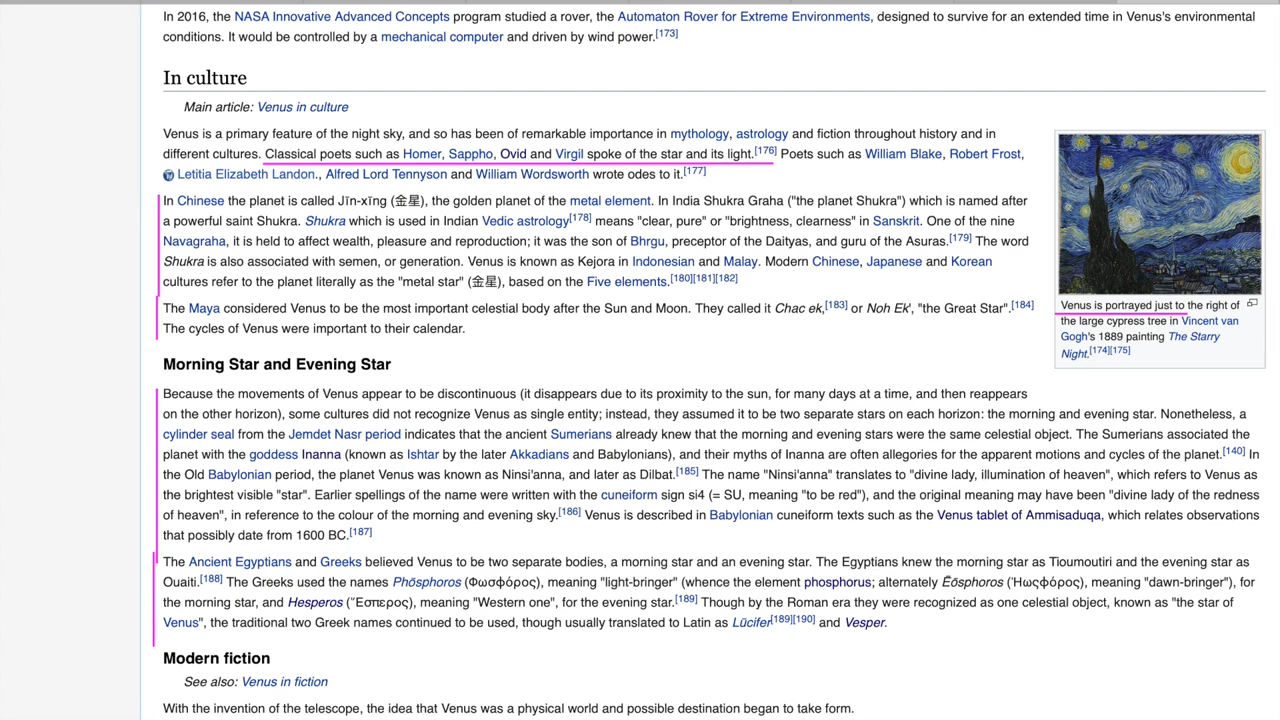 In 2016, the NASA Innovative Advanced Concepts program studied a rover, the Automaton Rover for Extreme Environments, designed to survive for an extended time in Venus's environmental
conditions. It would be controlled by a mechanical computer and driven by wind power.[173]
In culture
Main article: Venus in culture
Venus is a primary feature of the night sky, and so has been of remarkable importance in mythology, astrology and fiction throughout history and in
different cultures. Classical poets such as Homer, Sappho, Ovid and Virgil spoke of the star and its light.[176] Poets such as William Blake, Robert Frost,
Letitia Elizabeth Landon., Alfred Lord Tennyson and William Wordsworth wrote odes to it.[177]
In Chinese the planet is called Jīn-xīng (金星), the golden planet of the metal element. In India Shukra Graha ("the planet Shukra") which is named after
a powerful saint Shukra. Shukra which is used in Indian Vedic astrology[178] means "clear, pure" or "brightness, clearness" in Sanskrit. One of the nine
Navagraha, it is held to affect wealth, pleasure and reproduction; it was the son of Bhrgu, preceptor of the Daityas, and guru of the Asuras.[179] The word
Shukra is also associated with semen, or generation. Venus is known as Kejora in Indonesian and Malay. Modern Chinese, Japanese and Korean
cultures refer to the planet literally as the "metal star" (金星), based on the Five elements.[180][181][182]
The Maya considered Venus to be the most important celestial body after the Sun and Moon. They called it Chac ek,[183] or Noh Ek', "the Great Star".[184]
The cycles of Venus were important to their calendar.
Venus is portrayed just to the right of
the large cypress tree in Vincent van
Gogh's 1889 painting The Starry
Night.[174][175]
Morning Star and Evening Star
Because the movements of Venus appear to be discontinuous (it disappears due to its proximity to the sun, for many days at a time, and then reappears
on the other horizon), some cultures did not recognize Venus as single entity; instead, they assumed it to be two separate stars on each horizon: the morning and evening star. Nonetheless, a
cylinder seal from the Jemdet Nasr period indicates that the ancient Sumerians already knew that the morning and evening stars were the same celestial object. The Sumerians associated the
planet with the goddess Inanna (known as Ishtar by the later Akkadians and Babylonians), and their myths of Inanna are often allegories for the apparent motions and cycles of the planet.[140] In
the Old Babylonian period, the planet Venus was known as Ninsi'anna, and later as Dilbat.[185] The name "Ninsi'anna" translates to "divine lady, illumination of heaven", which refers to Venus as
the brightest visible "star". Earlier spellings of the name were written with the cuneiform sign si4 (= SU, meaning "to be red"), and the original meaning may have been "divine lady of the redness
of heaven", in reference to the colour of the morning and evening sky.[186] Venus is described in Babylonian cuneiform texts such as the Venus tablet of Ammisaduqa, which relates observations
that possibly date from 1600 BC.[187]
The Ancient Egyptians and Greeks believed Venus to be two separate bodies, a morning star and an evening star. The Egyptians knew the morning star as Tioumoutiri and the evening star as
Ouaiti.[188] The Greeks used the names Phōsphoros (Φωσφόρος), meaning "light-bringer" (whence the element phosphorus; alternately Ēōsphoros (Ἠωσφόρος), meaning "dawn-bringer"), for
the morning star, and Hesperos (Ἕσπερος), meaning "Western one", for the evening star.[189] Though by the Roman era they were recognized as one celestial object, known as "the star of
Venus", the traditional two Greek names continued to be used, though usually translated to Latin as Lūcifer[189][190] and Vesper.
Modern fiction
See also: Venus in fiction
With the invention of the telescope, the idea that Venus was a physical world and possible destination began to take form.